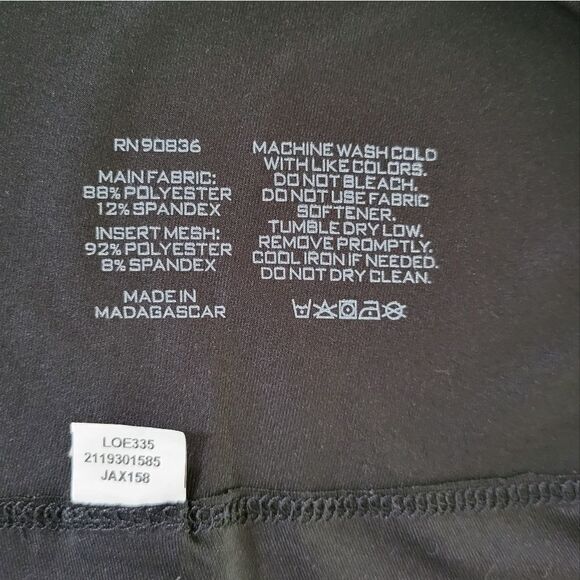 RN 90836
MAIN FABRIC:
88% POLYESTER
12% SPANDEX
INSERT MESH:
92% POLYESTER
8% SPANDEX
MADE IN
MADAGASCAR
MACHINE WASH COLD
WITH LIKE COLORS.
DO NOT BLEACH.
DO NOT USE FABRIC
SOFTENER.
TUMBLE DRY LOW.
REMOVE PROMPTLY.
COOL IRON IF NEEDED.
DO NOT DRY CLEAN.
LOE335
2119301585
JAX158